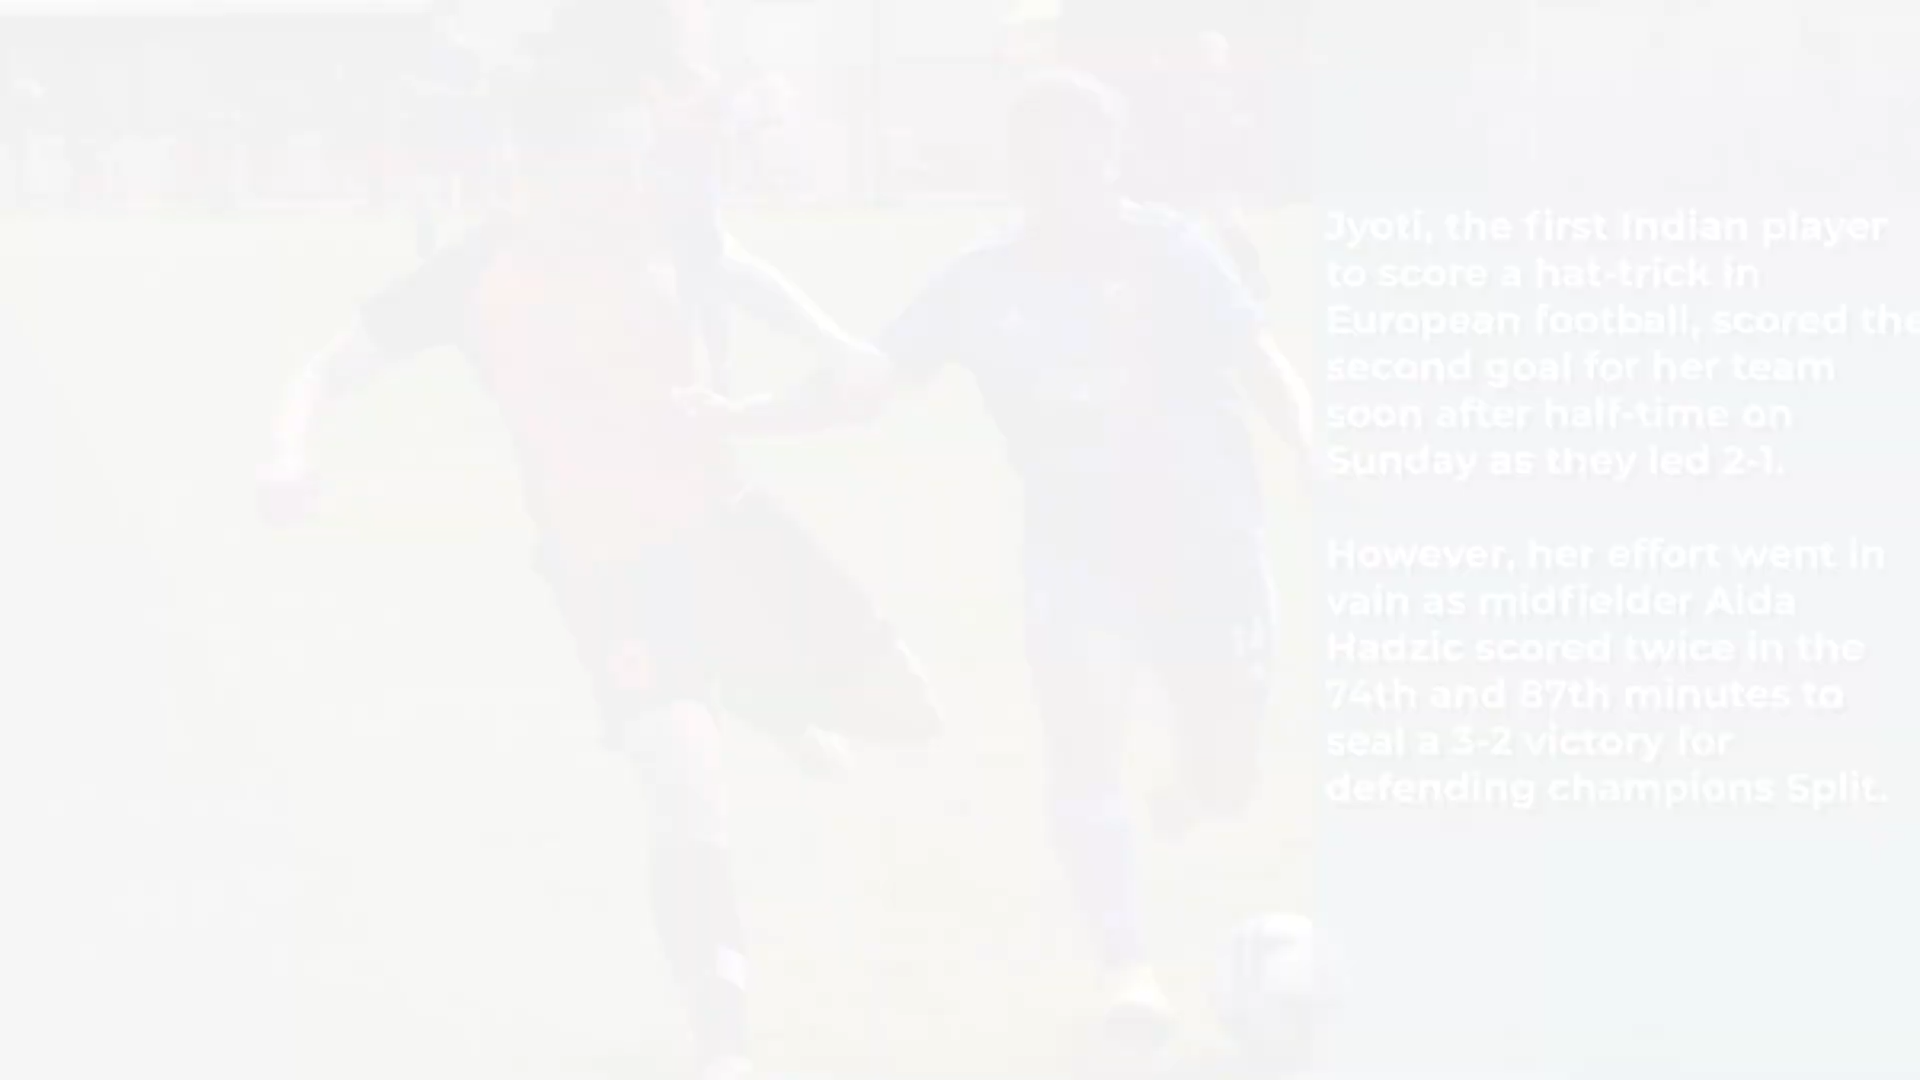 Jyoti, the first Indian player
to score a hat-trick in
European football, scored the
second goal for her team
soon after half-time on
Sunday as they led 2-1.
However, her effort went in
vain as midfielder Aida
Hadzic scored twice in the
74th and 87th minutes to
seal a 3-2 victory for
defending champions Split.